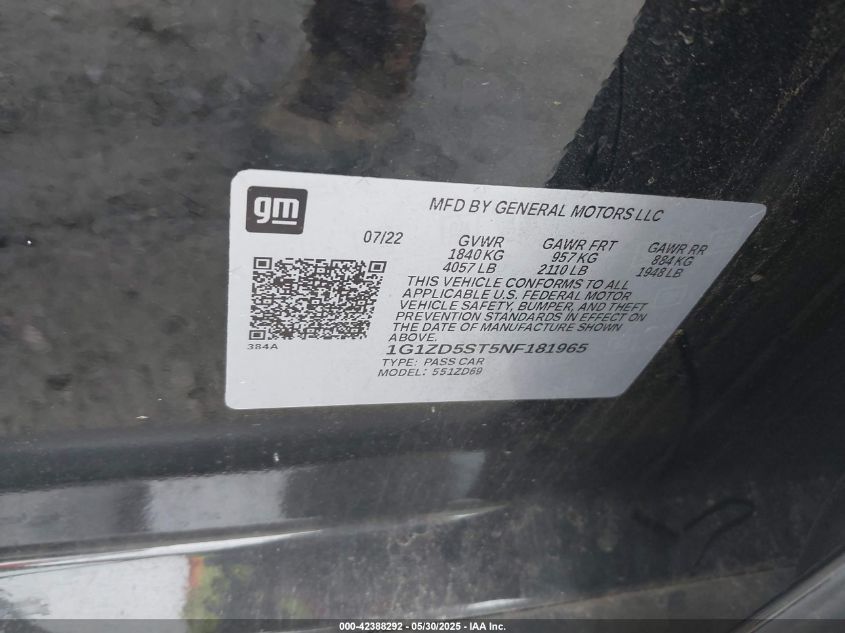 gm
MFD BY GENERAL MOTORS LLC
07/22
GVWR GAWR FRT GAWR RR
1840 KG 957 KG 884 KG
4057 LB 2110 LB 1948 LB
THIS VEHICLE CONFORMS TO ALL
APPLICABLE U.S. FEDERAL MOTOR
VEHICLE SAFETY, BUMPER, AND THEFT
PREVENTION STANDARDS IN EFFECT ON
THE DATE OF MANUFACTURE SHOWN
ABOVE.
384A
1G1ZD5ST5NF181965
TYPE: PASS CAR
MODEL: 551ZD69
000-42388292 - 05/30/2025 - IAA Inc.